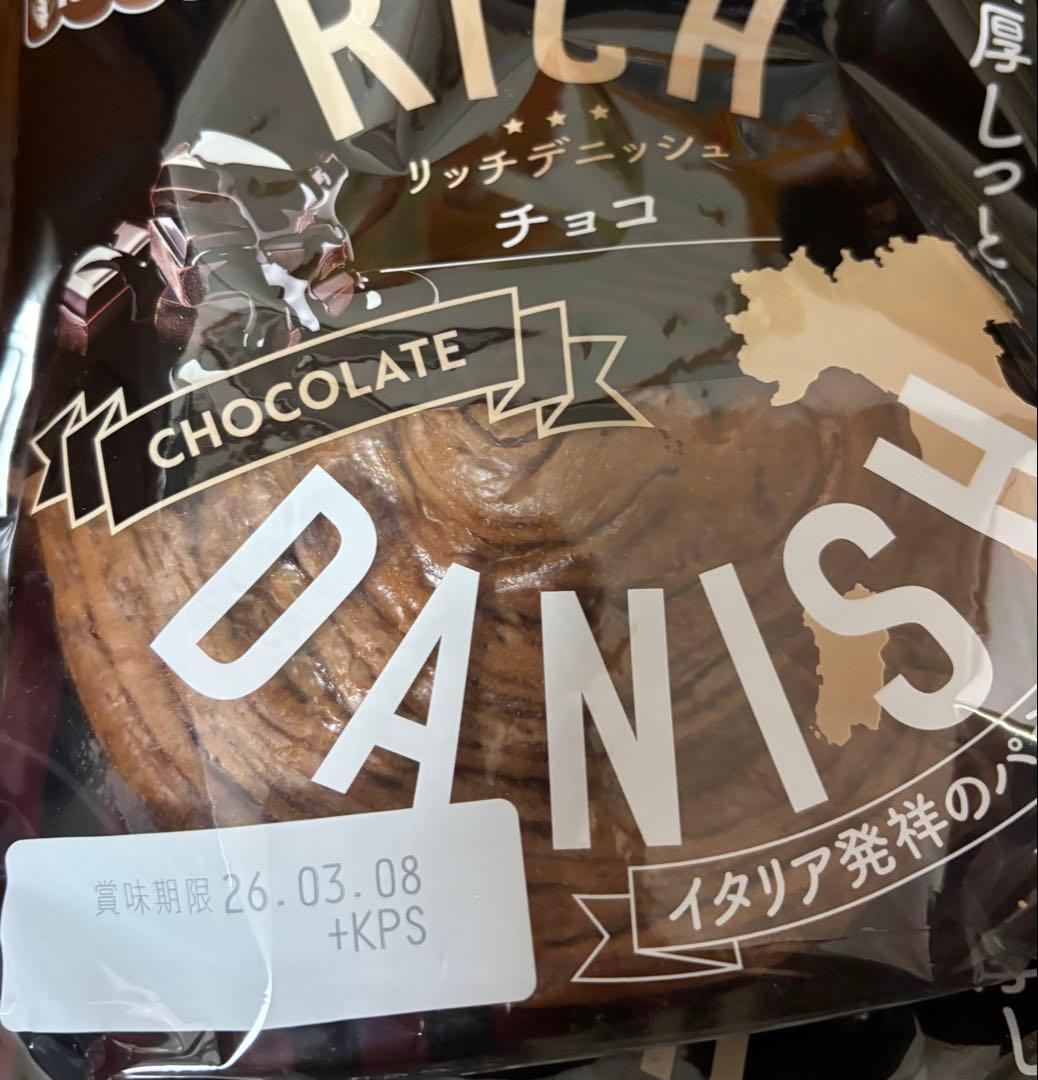 RICH
リッチデニッシュ
チョコ
CHOCOLATE
DANISH
イタリア発祥のパ
厚しっと
賞味期限 26.03.08
+KPS